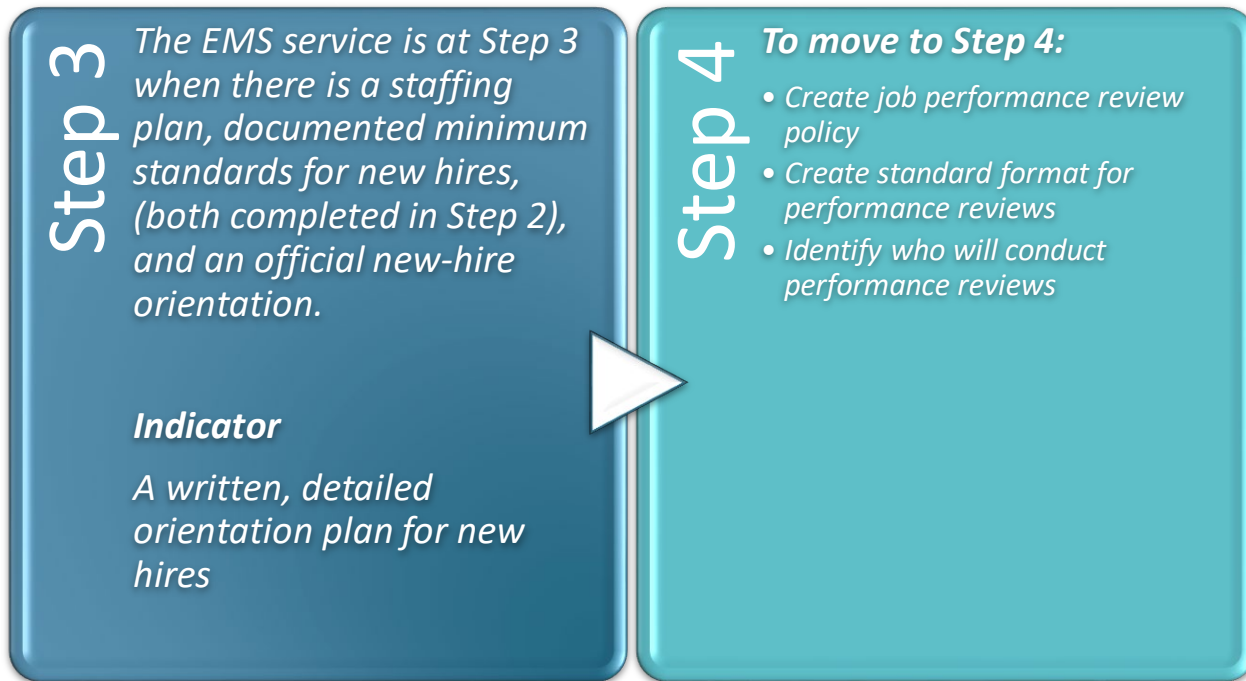 Step 3
The EMS service is at Step 3
when there is a staffing
plan, documented minimum
standards for new hires,
(both completed in Step 2),
and an official new-hire
orientation.
Indicator
A written, detailed
orientation plan for new
hires
Step 4
To move to Step 4:
• Create job performance review
policy
• Create standard format for
performance reviews
• Identify who will conduct
performance reviews